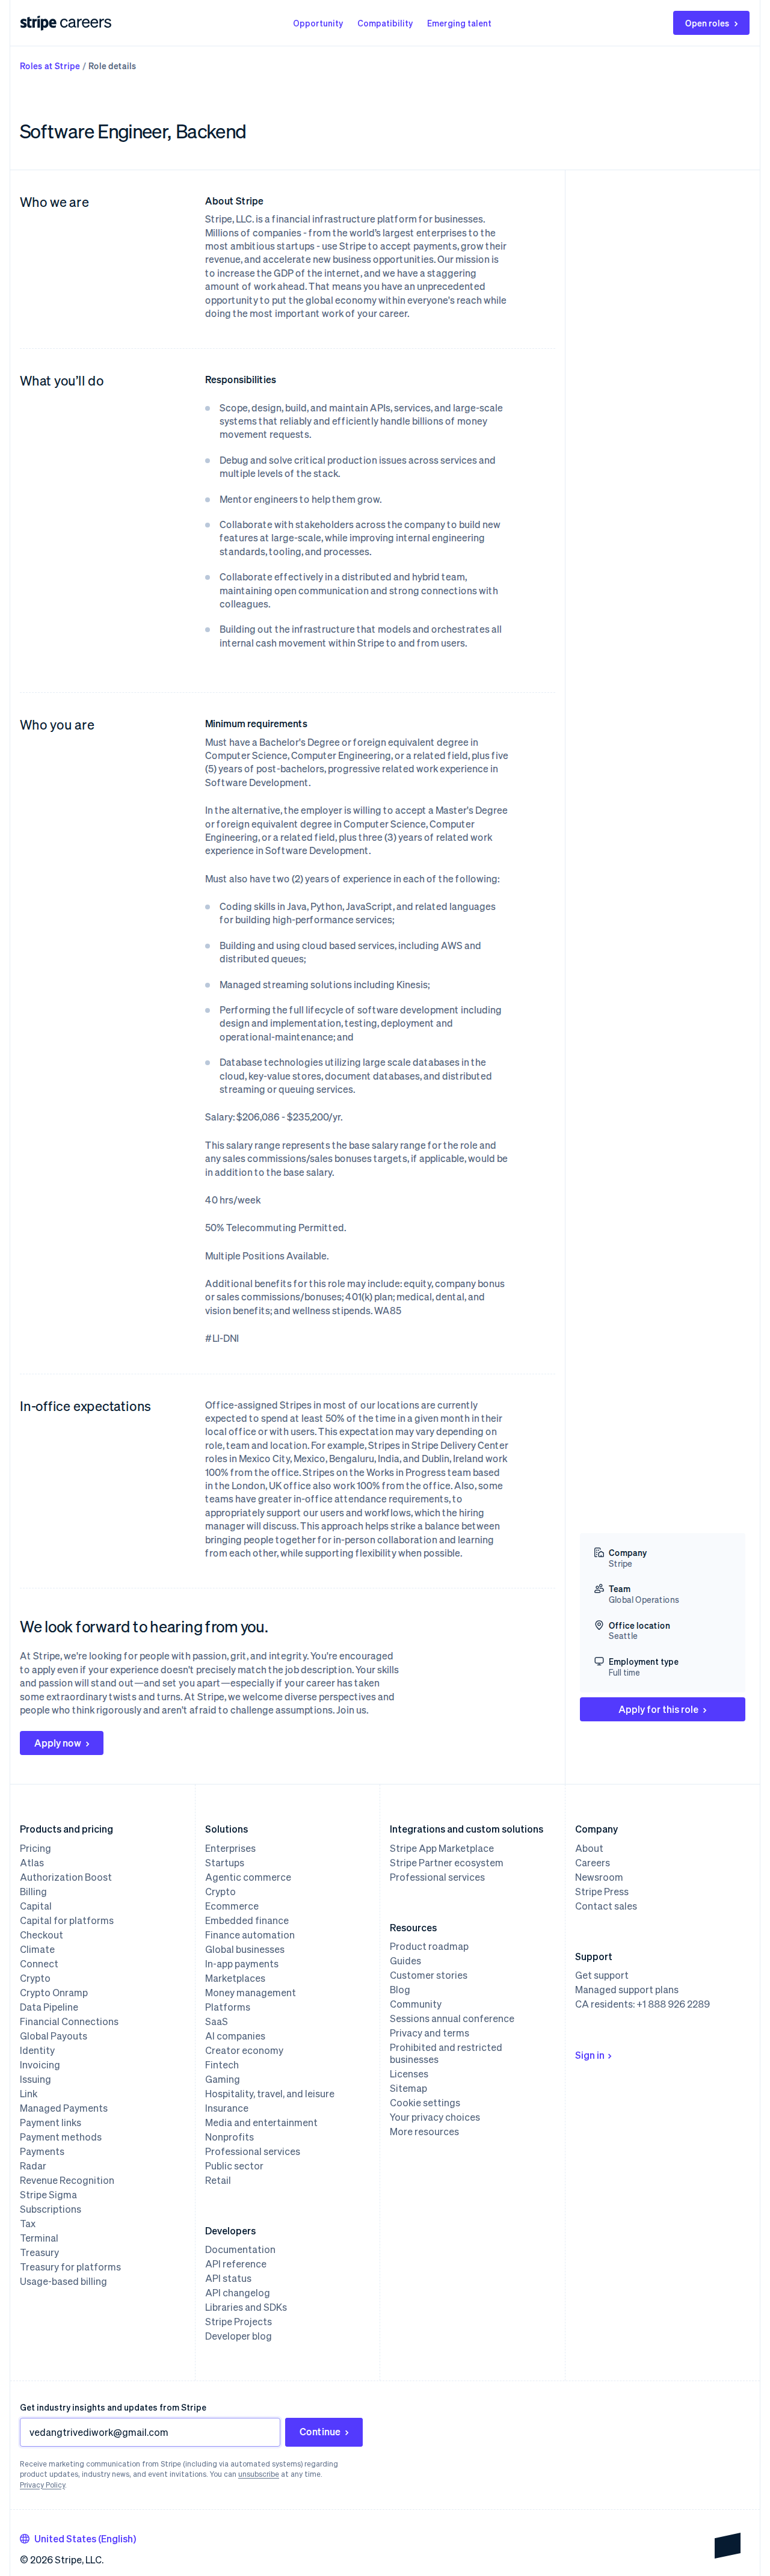 stripe careers
Opportunity
Compatibility
Emerging talent
Open roles
Roles at Stripe / Role details
Software Engineer, Backend
Who we are
About Stripe
Stripe, LLC. is a financial infrastructure platform for businesses.
Millions of companies - from the world's largest enterprises to the
most ambitious startups - use Stripe to accept payments, grow their
revenue, and accelerate new business opportunities. Our mission is
to increase the GDP of the internet, and we have a staggering
amount of work ahead. That means you have an unprecedented
opportunity to put the global economy within everyone's reach while
doing the most important work of your career.
What you'll do
Responsibilities
Scope, design, build, and maintain APIs, services, and large-scale
systems that reliably and efficiently handle billions of money
movement requests.
Debug and solve critical production issues across services and
multiple levels of the stack.
Mentor engineers to help them grow.
Collaborate with stakeholders across the company to build new
features at large-scale, while improving internal engineering
standards, tooling, and processes.
Collaborate effectively in a distributed and hybrid team,
maintaining open communication and strong connections with
colleagues.
Building out the infrastructure that models and orchestrates all
internal cash movement within Stripe to and from users.
Who you are
Minimum requirements
Must have a Bachelor's Degree or foreign equivalent degree in
Computer Science, Computer Engineering, or a related field, plus five
(5) years of post-bachelors, progressive related work experience in
Software Development.
In the alternative, the employer is willing to accept a Master's Degree
or foreign equivalent degree in Computer Science, Computer
Engineering, or a related field, plus three (3) years of related work
experience in Software Development.
Must also have two (2) years of experience in each of the following:
Coding skills in Java, Python, JavaScript, and related languages
for building high-performance services;
Building and using cloud based services, including AWS and
distributed queues;
Managed streaming solutions including Kinesis;
Performing the full lifecycle of software development including
design and implementation, testing, deployment and
operational-maintenance; and
Database technologies utilizing large scale databases in the
cloud, key-value stores, document databases, and distributed
streaming or queuing services.
Salary: $206,086 - $235,200/yr.
This salary range represents the base salary range for the role and
any sales commissions/sales bonuses targets, if applicable, would be
in addition to the base salary.
40 hrs/week
50% Telecommuting Permitted.
Multiple Positions Available.
Additional benefits for this role may include: equity, company bonus
or sales commissions/bonuses; 401(k) plan; medical, dental, and
vision benefits; and wellness stipends. WA85
#LI-DNI
In-office expectations
Office-assigned Stripes in most of our locations are currently
expected to spend at least 50% of the time in a given month in their
local office or with users. This expectation may vary depending on
role, team and location. For example, Stripes in Stripe Delivery Center
roles in Mexico City, Mexico, Bengaluru, India, and Dublin, Ireland work
100% from the office. Stripes on the Works in Progress team based
in the London, UK office also work 100% from the office. Also, some
teams have greater in-office attendance requirements, to
appropriately support our users and workflows, which the hiring
manager will discuss. This approach helps strike a balance between
bringing people together for in-person collaboration and learning
from each other, while supporting flexibility when possible.
Company
Stripe
Team
Global Operations
Office location
Seattle
Employment type
Full time
Apply for this role
We look forward to hearing from you.
At Stripe, we're looking for people with passion, grit, and integrity. You're encouraged
to apply even if your experience doesn't precisely match the job description. Your skills
and passion will stand out—and set you apart—especially if your career has taken
some extraordinary twists and turns. At Stripe, we welcome diverse perspectives and
people who think rigorously and aren't afraid to challenge assumptions. Join us.
Apply now
Products and pricing
Pricing
Atlas
Authorization Boost
Billing
Capital
Capital for platforms
Checkout
Climate
Connect
Crypto
Crypto Onramp
Data Pipeline
Financial Connections
Global Payouts
Identity
Invoicing
Issuing
Link
Managed Payments
Payment links
Payment methods
Payments
Radar
Revenue Recognition
Stripe Sigma
Subscriptions
Tax
Terminal
Treasury
Treasury for platforms
Usage-based billing
Solutions
Enterprises
Startups
Agentic commerce
Crypto
Ecommerce
Embedded finance
Finance automation
Global businesses
In-app payments
Marketplaces
Money management
Platforms
SaaS
AI companies
Creator economy
Fintech
Gaming
Hospitality, travel, and leisure
Insurance
Media and entertainment
Nonprofits
Professional services
Public sector
Retail
Developers
Documentation
API reference
API status
API changelog
Libraries and SDKs
Stripe Projects
Developer blog
Integrations and custom solutions
Stripe App Marketplace
Stripe Partner ecosystem
Professional services
Resources
Product roadmap
Guides
Customer stories
Blog
Community
Sessions annual conference
Privacy and terms
Prohibited and restricted
businesses
Licenses
Sitemap
Cookie settings
Your privacy choices
More resources
Company
About
Careers
Newsroom
Stripe Press
Contact sales
Support
Get support
Managed support plans
CA residents: +1 888 926 2289
Sign in
Get industry insights and updates from Stripe
vedangtrivediwork@gmail.com
Continue
Receive marketing communication from Stripe (including via automated systems) regarding
product updates, industry news, and event invitations. You can unsubscribe at any time.
Privacy Policy.
United States (English)
© 2026 Stripe, LLC.